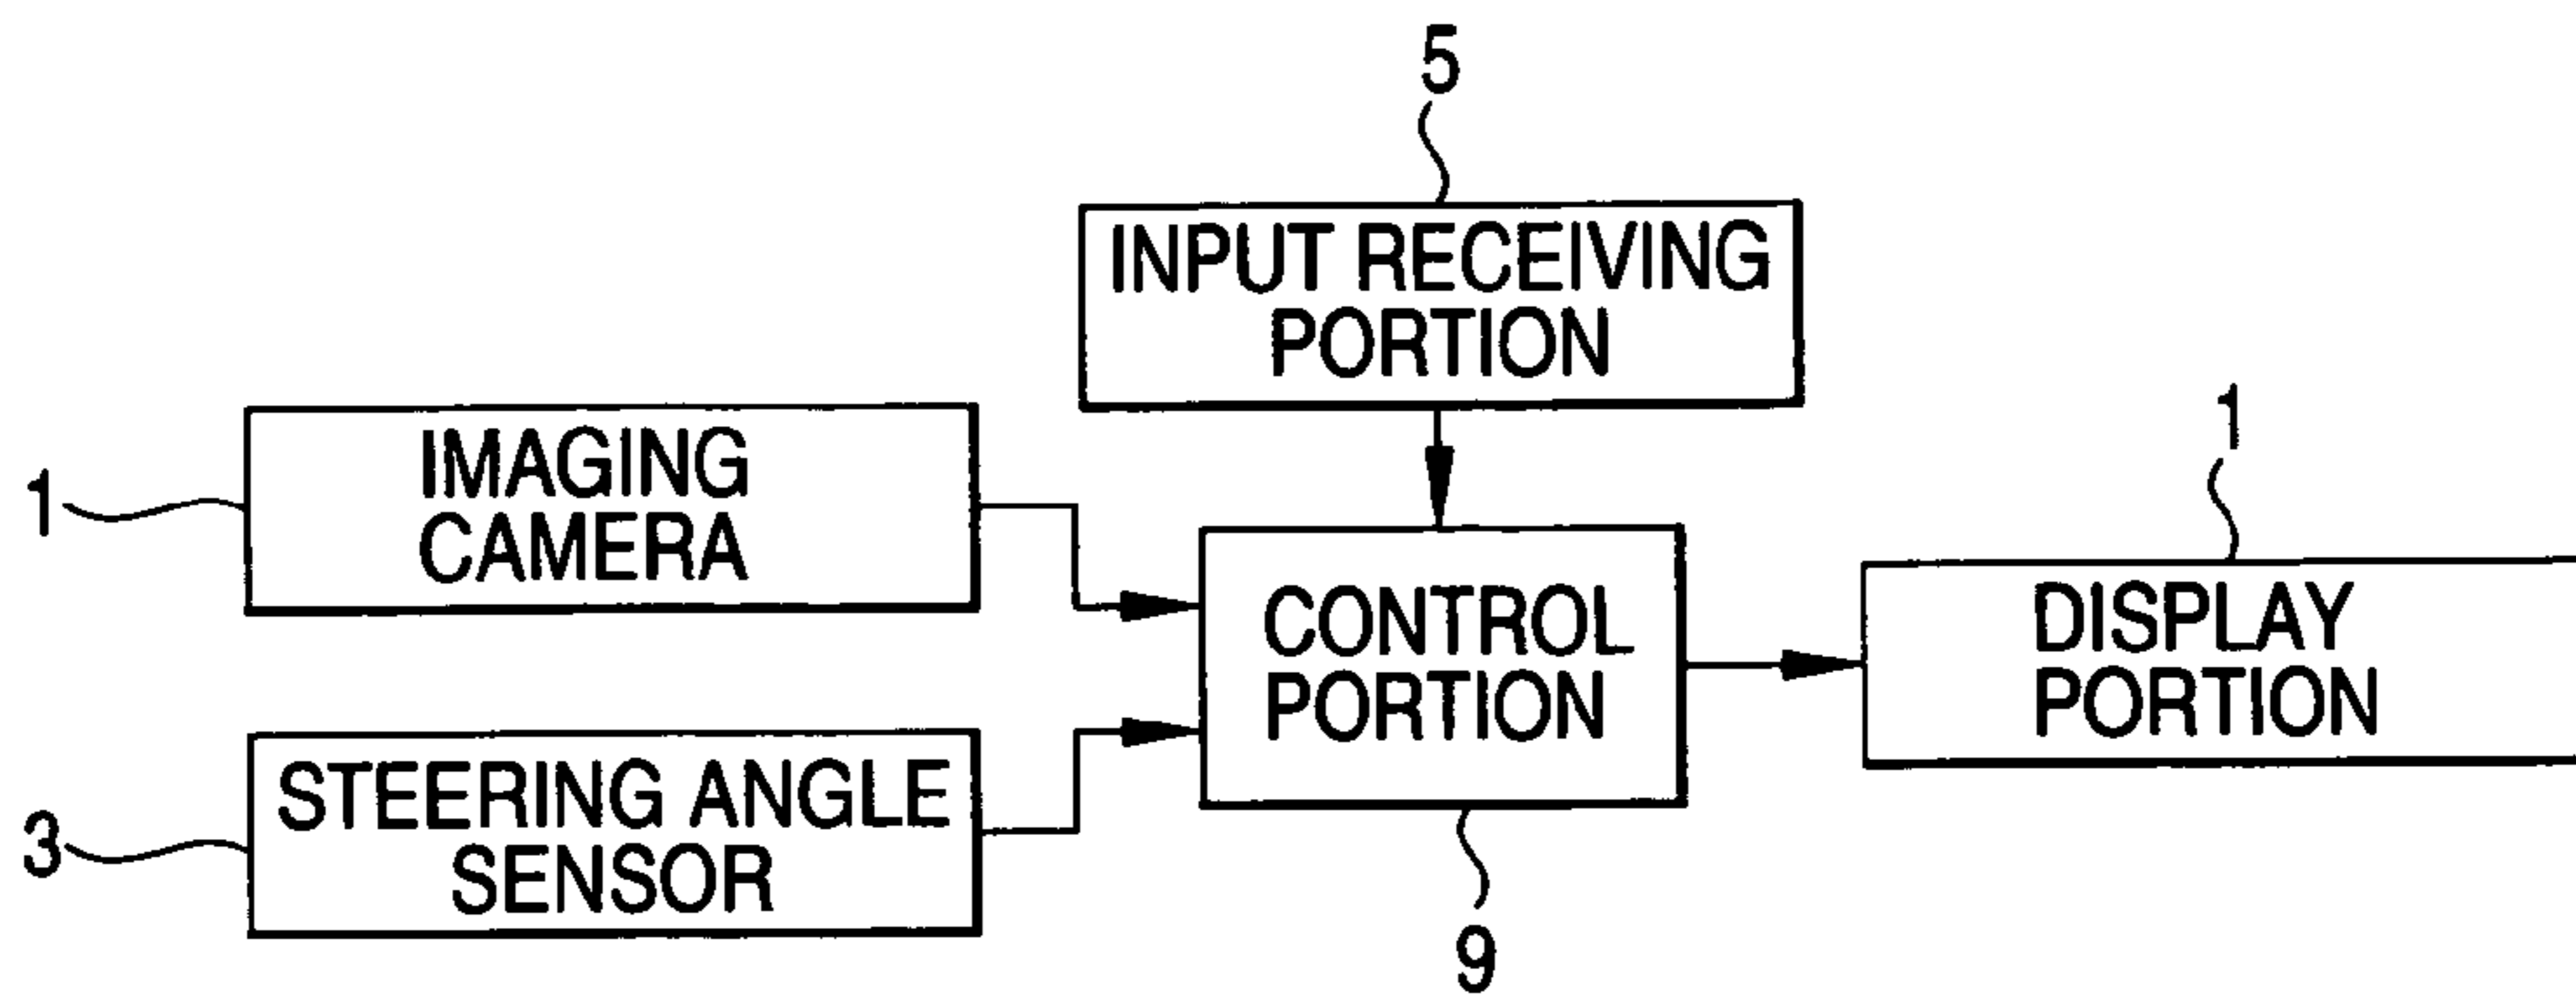 5
INPUT RECEIVING
PORTION
1
IMAGING
CAMERA
1
CONTROL
PORTION
DISPLAY
PORTION
3
STEERING ANGLE
SENSOR
9